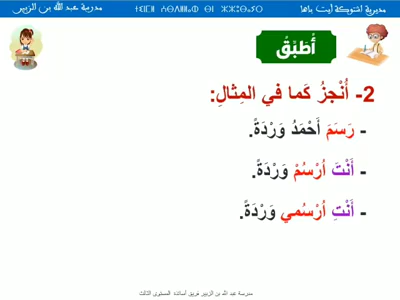 مديرية اشتوكة آيت باها
مدرسة عبد الله بن الزبير
أُطَبِّقُ
2- أُنْجِزُ كَما في المِثالِ:
- رَسَمَ أَحْمَدُ وَرْدَةً.
- أَنْتَ اُرْسُمْ وَرْدَةً.
- أَنْتِ اُرْسُمي وَرْدَةً.
مدرسة عبد الله بن الزبير فريق أساتذة المستوى الثالث